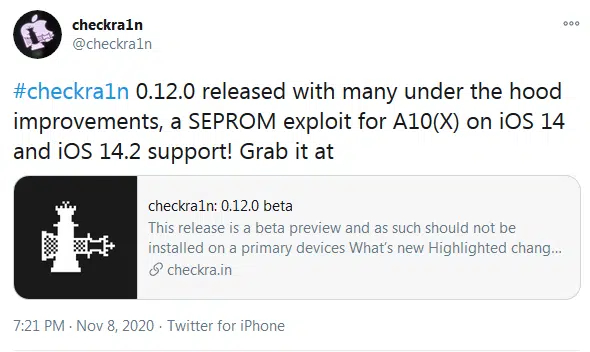 checkra1n
@checkra1n
#checkra1n 0.12.0 released with many under the hood
improvements, a SEPROM exploit for A10(X) on iOS 14
and iOS 14.2 support! Grab it at
checkra1n: 0.12.0 beta
This release is a beta preview and as such should not be
installed on a primary devices What's new Highlighted chang...
checkra.in
7:21 PM · Nov 8, 2020 · Twitter for iPhone